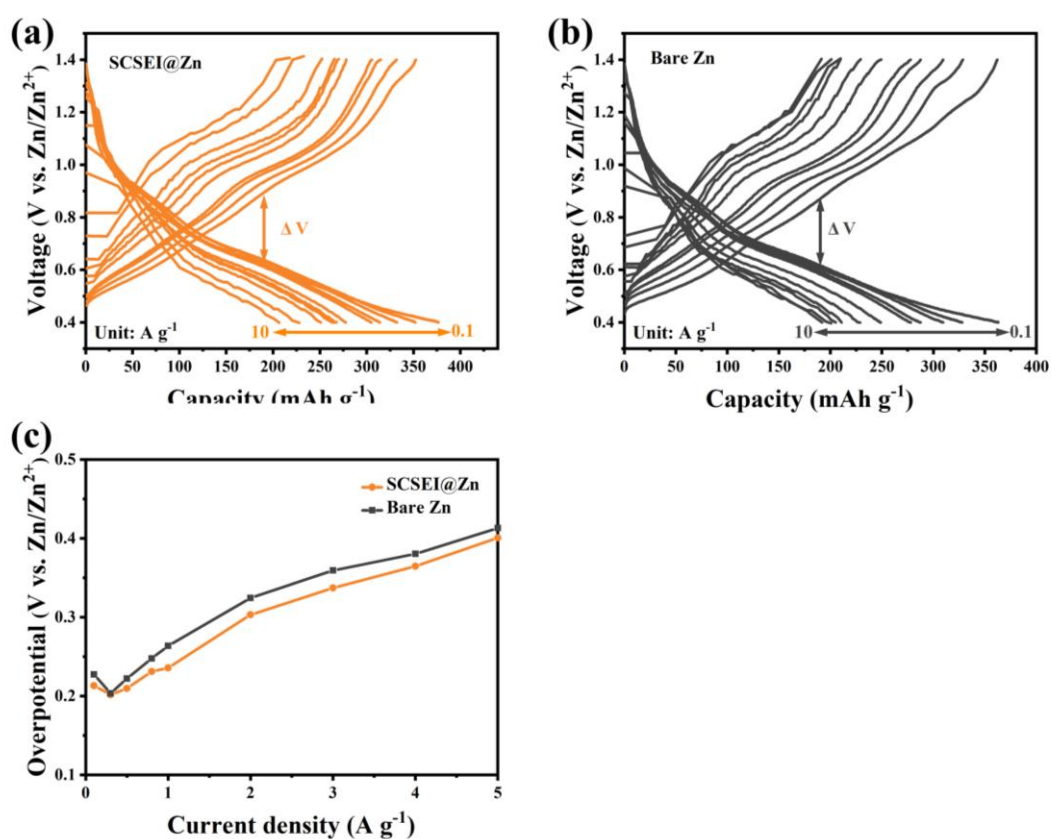 (a)
SCSEI@Zn
1.4
1.2
1.0
0.8
0.6
0.4
Voltage (V vs. Zn/Zn²⁺)
Δ V
Unit: A g⁻¹
10
0.1
0 50 100 150 200 250 300 350 400
Capacity (mAh g⁻¹)
(b)
Bare Zn
1.4
1.2
1.0
0.8
0.6
0.4
Voltage (V vs. Zn/Zn²⁺)
Δ V
Unit: A g⁻¹
10
0.1
0 50 100 150 200 250 300 350 400
Capacity (mAh g⁻¹)
(c)
SCSEI@Zn
Bare Zn
0.5
0.4
0.3
0.2
0.1
Overpotential (V vs. Zn/Zn²⁺)
0 1 2 3 4 5
Current density (A g⁻¹)